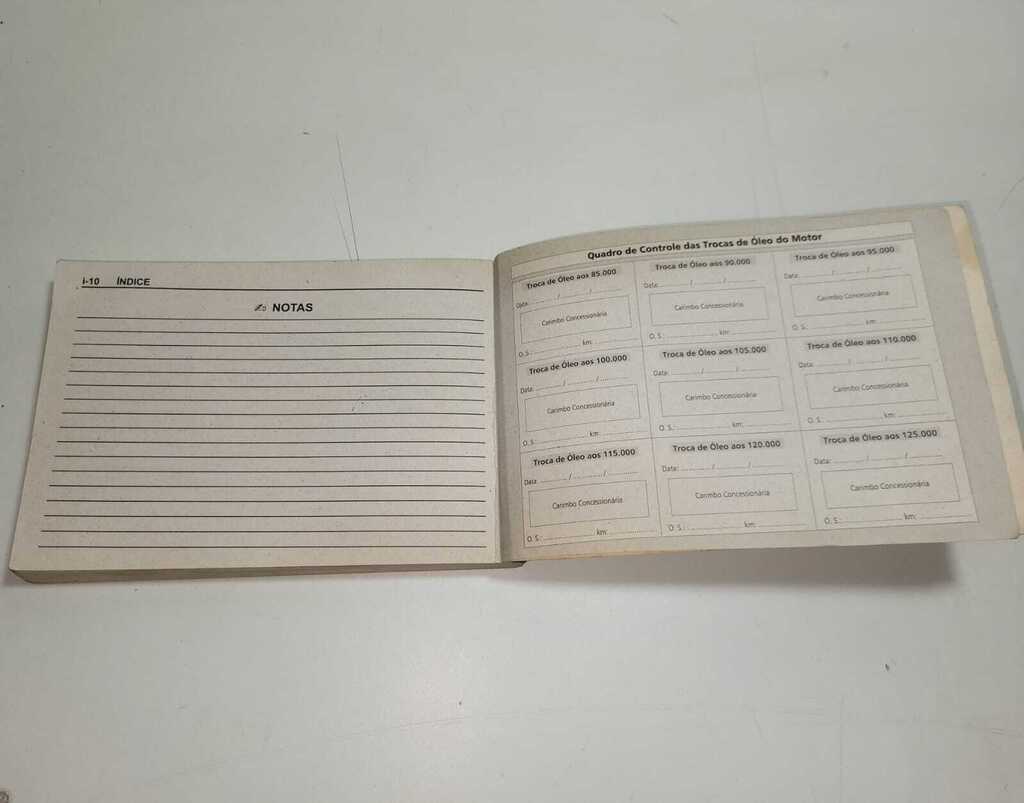 I-10 ÍNDICE
NOTAS
Quadro de Controle das Trocas de Óleo do Motor
Troca de Óleo aos 85.000
Data: ........../........../..........
Carimbo Concessionária
O. S.: .................... km: ..............
Troca de Óleo aos 90.000
Data: ........../........../..........
Carimbo Concessionária
O. S.: .................... km: ..............
Troca de Óleo aos 95.000
Data: ........../........../..........
Carimbo Concessionária
O. S.: .................... km: ..............
Troca de Óleo aos 100.000
Data: ........../........../..........
Carimbo Concessionária
O. S.: .................... km: ..............
Troca de Óleo aos 105.000
Data: ........../........../..........
Carimbo Concessionária
O. S.: .................... km: ..............
Troca de Óleo aos 110.000
Data: ........../........../..........
Carimbo Concessionária
O. S.: .................... km: ..............
Troca de Óleo aos 115.000
Data: ........../........../..........
Carimbo Concessionária
O. S.: .................... km: ..............
Troca de Óleo aos 120.000
Data: ........../........../..........
Carimbo Concessionária
O. S.: .................... km: ..............
Troca de Óleo aos 125.000
Data: ........../........../..........
Carimbo Concessionária
O. S.: .................... km: ..............